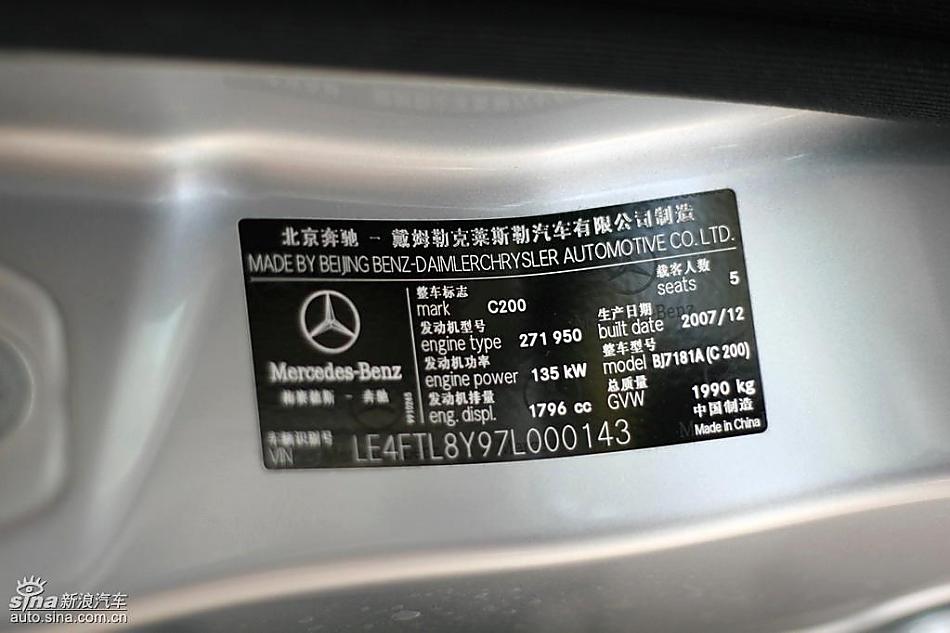 北京奔驰 - 戴姆勒克莱斯勒汽车有限公司制造
MADE BY BEIJING BENZ-DAIMLERCHRYSLER AUTOMOTIVE CO. LTD.
Mercedes-Benz
梅赛德斯 - 奔驰
整车标志
mark C200
载客人数
seats 5
发动机型号
engine type 271 950
生产日期
built date 2007/12
发动机功率
engine power 135 kW
整车型号
model BJ7181A (C 200)
发动机排量
eng. displ. 1796 cc
总质量
GVW 1990 kg
中国制造
Made in China
车辆识别号
VIN LE4FTL8Y97L000143
sina 新浪汽车
auto.sina.com.cn